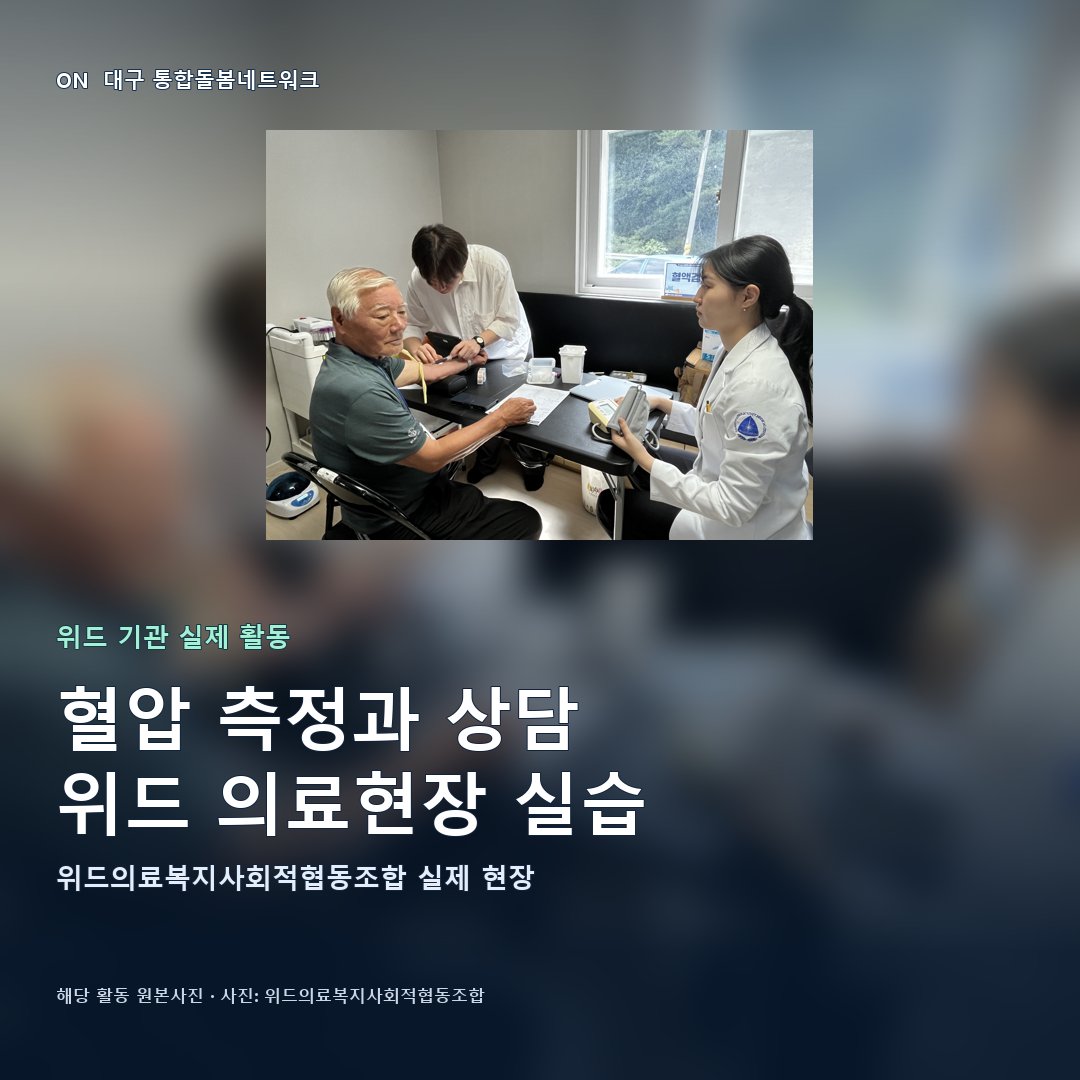 ON 대구 통합돌봄네트워크
혈액검
위드 기관 실제 활동
혈압 측정과 상담
위드 의료현장 실습
위드의료복지사회적협동조합 실제 현장
해당 활동 원본사진 · 사진: 위드의료복지사회적협동조합